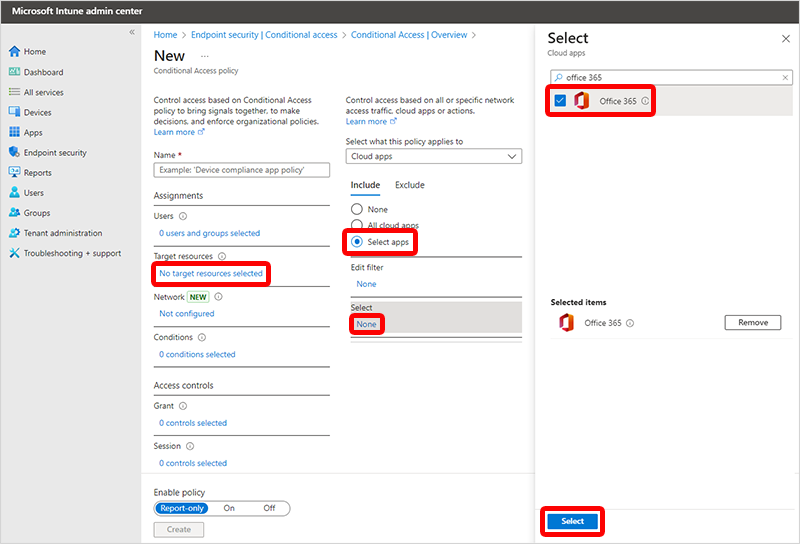 Microsoft Intune admin center
«
Home
Dashboard
All services
Devices
Apps
Endpoint security
Reports
Users
Groups
Tenant administration
Troubleshooting + support
Home > Endpoint security | Conditional access > Conditional Access | Overview >
New ...
Conditional Access policy
Control access based on Conditional Access
policy to bring signals together, to make
decisions, and enforce organizational policies.
Learn more
Name *
Example: 'Device compliance app policy'
Assignments
Users
0 users and groups selected
Target resources
No target resources selected
Network NEW
Not configured
Conditions
0 conditions selected
Access controls
Grant
0 controls selected
Session
0 controls selected
Enable policy
Report-only On Off
Create
Control access based on all or specific network
access traffic, cloud apps or actions.
Learn more
Select what this policy applies to
Cloud apps
Include Exclude
None
All cloud apps
Select apps
Edit filter
None
Select
None
Select
Cloud apps
office 365
Office 365
Selected items
Office 365 Remove
Select